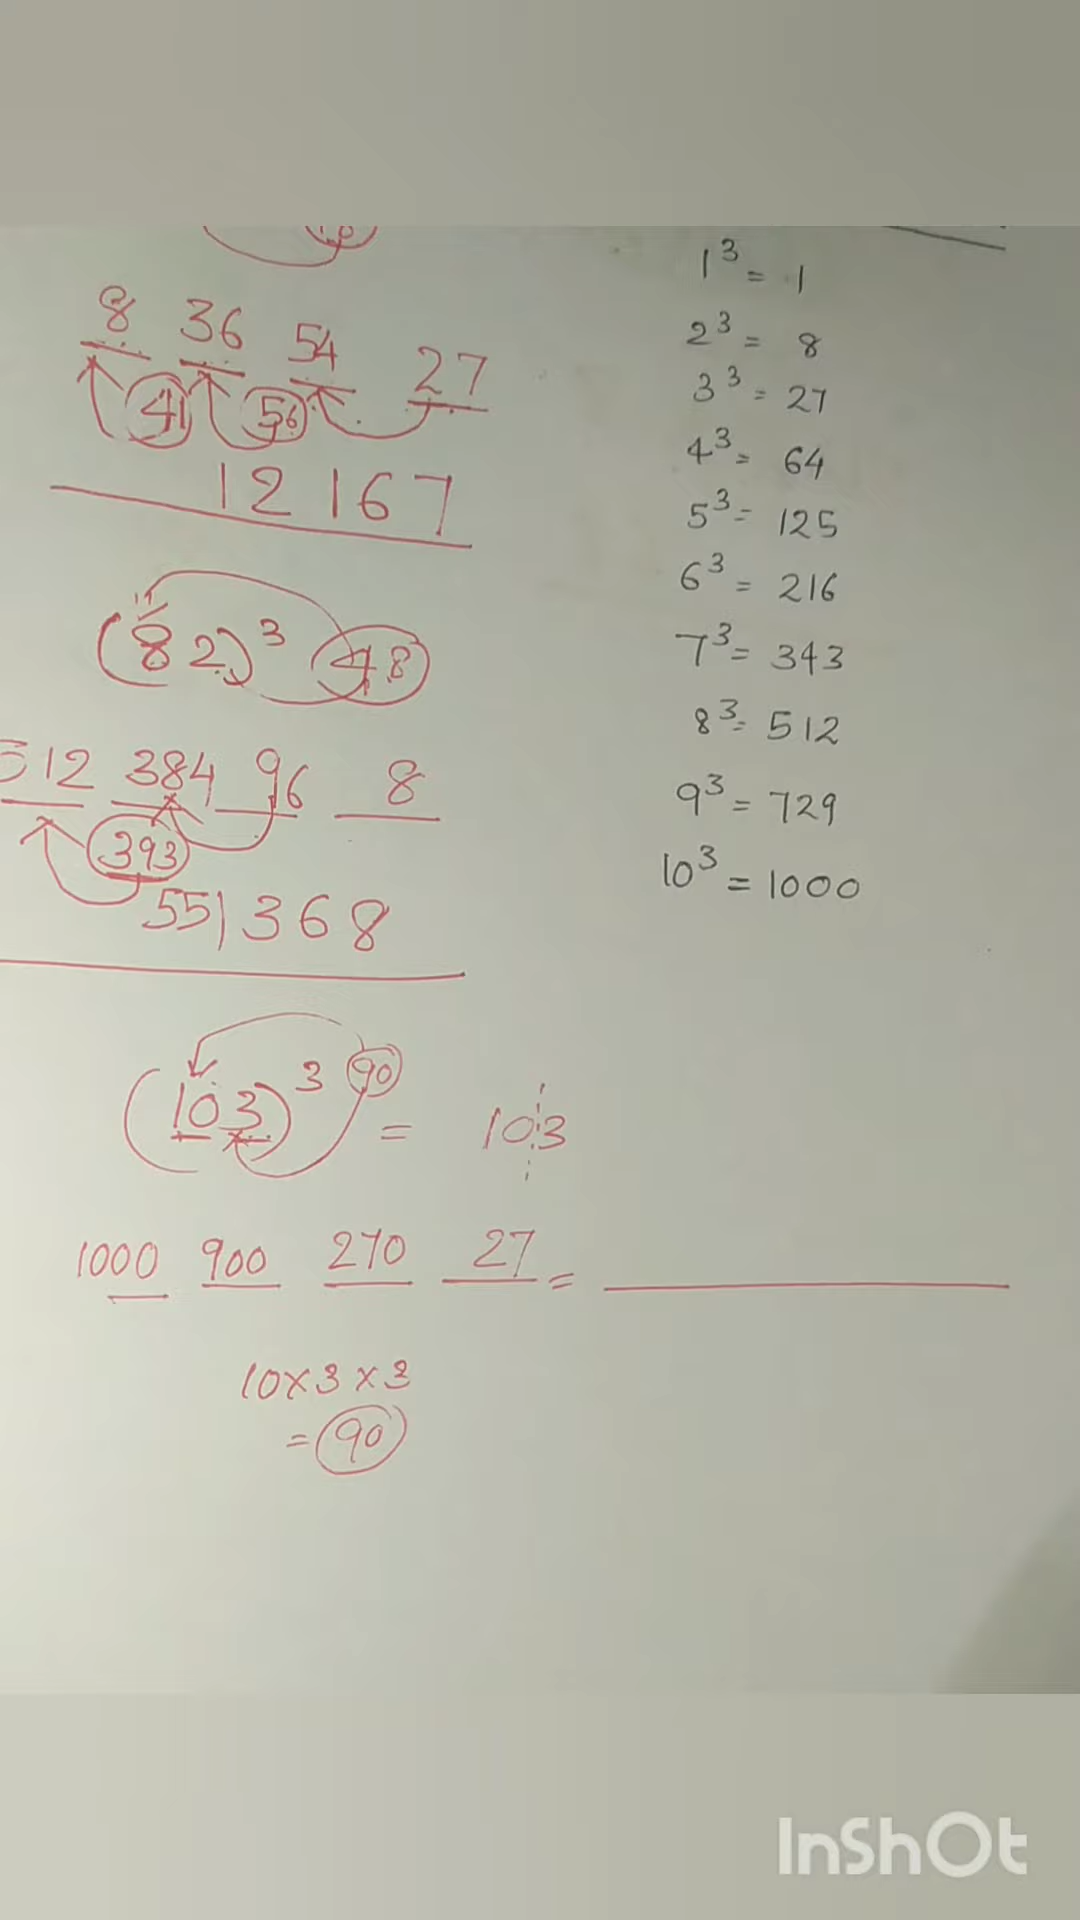 8 36 54 27
41 56
12167
(82)³ 48
512 384 96 8
393
551368
(103)³ 90 = 103
1000 900 270 27 =
10×3×3
= 90
1³ = 1
2³ = 8
3³ = 27
4³ = 64
5³ = 125
6³ = 216
7³ = 343
8³ = 512
9³ = 729
10³ = 1000
InShOt